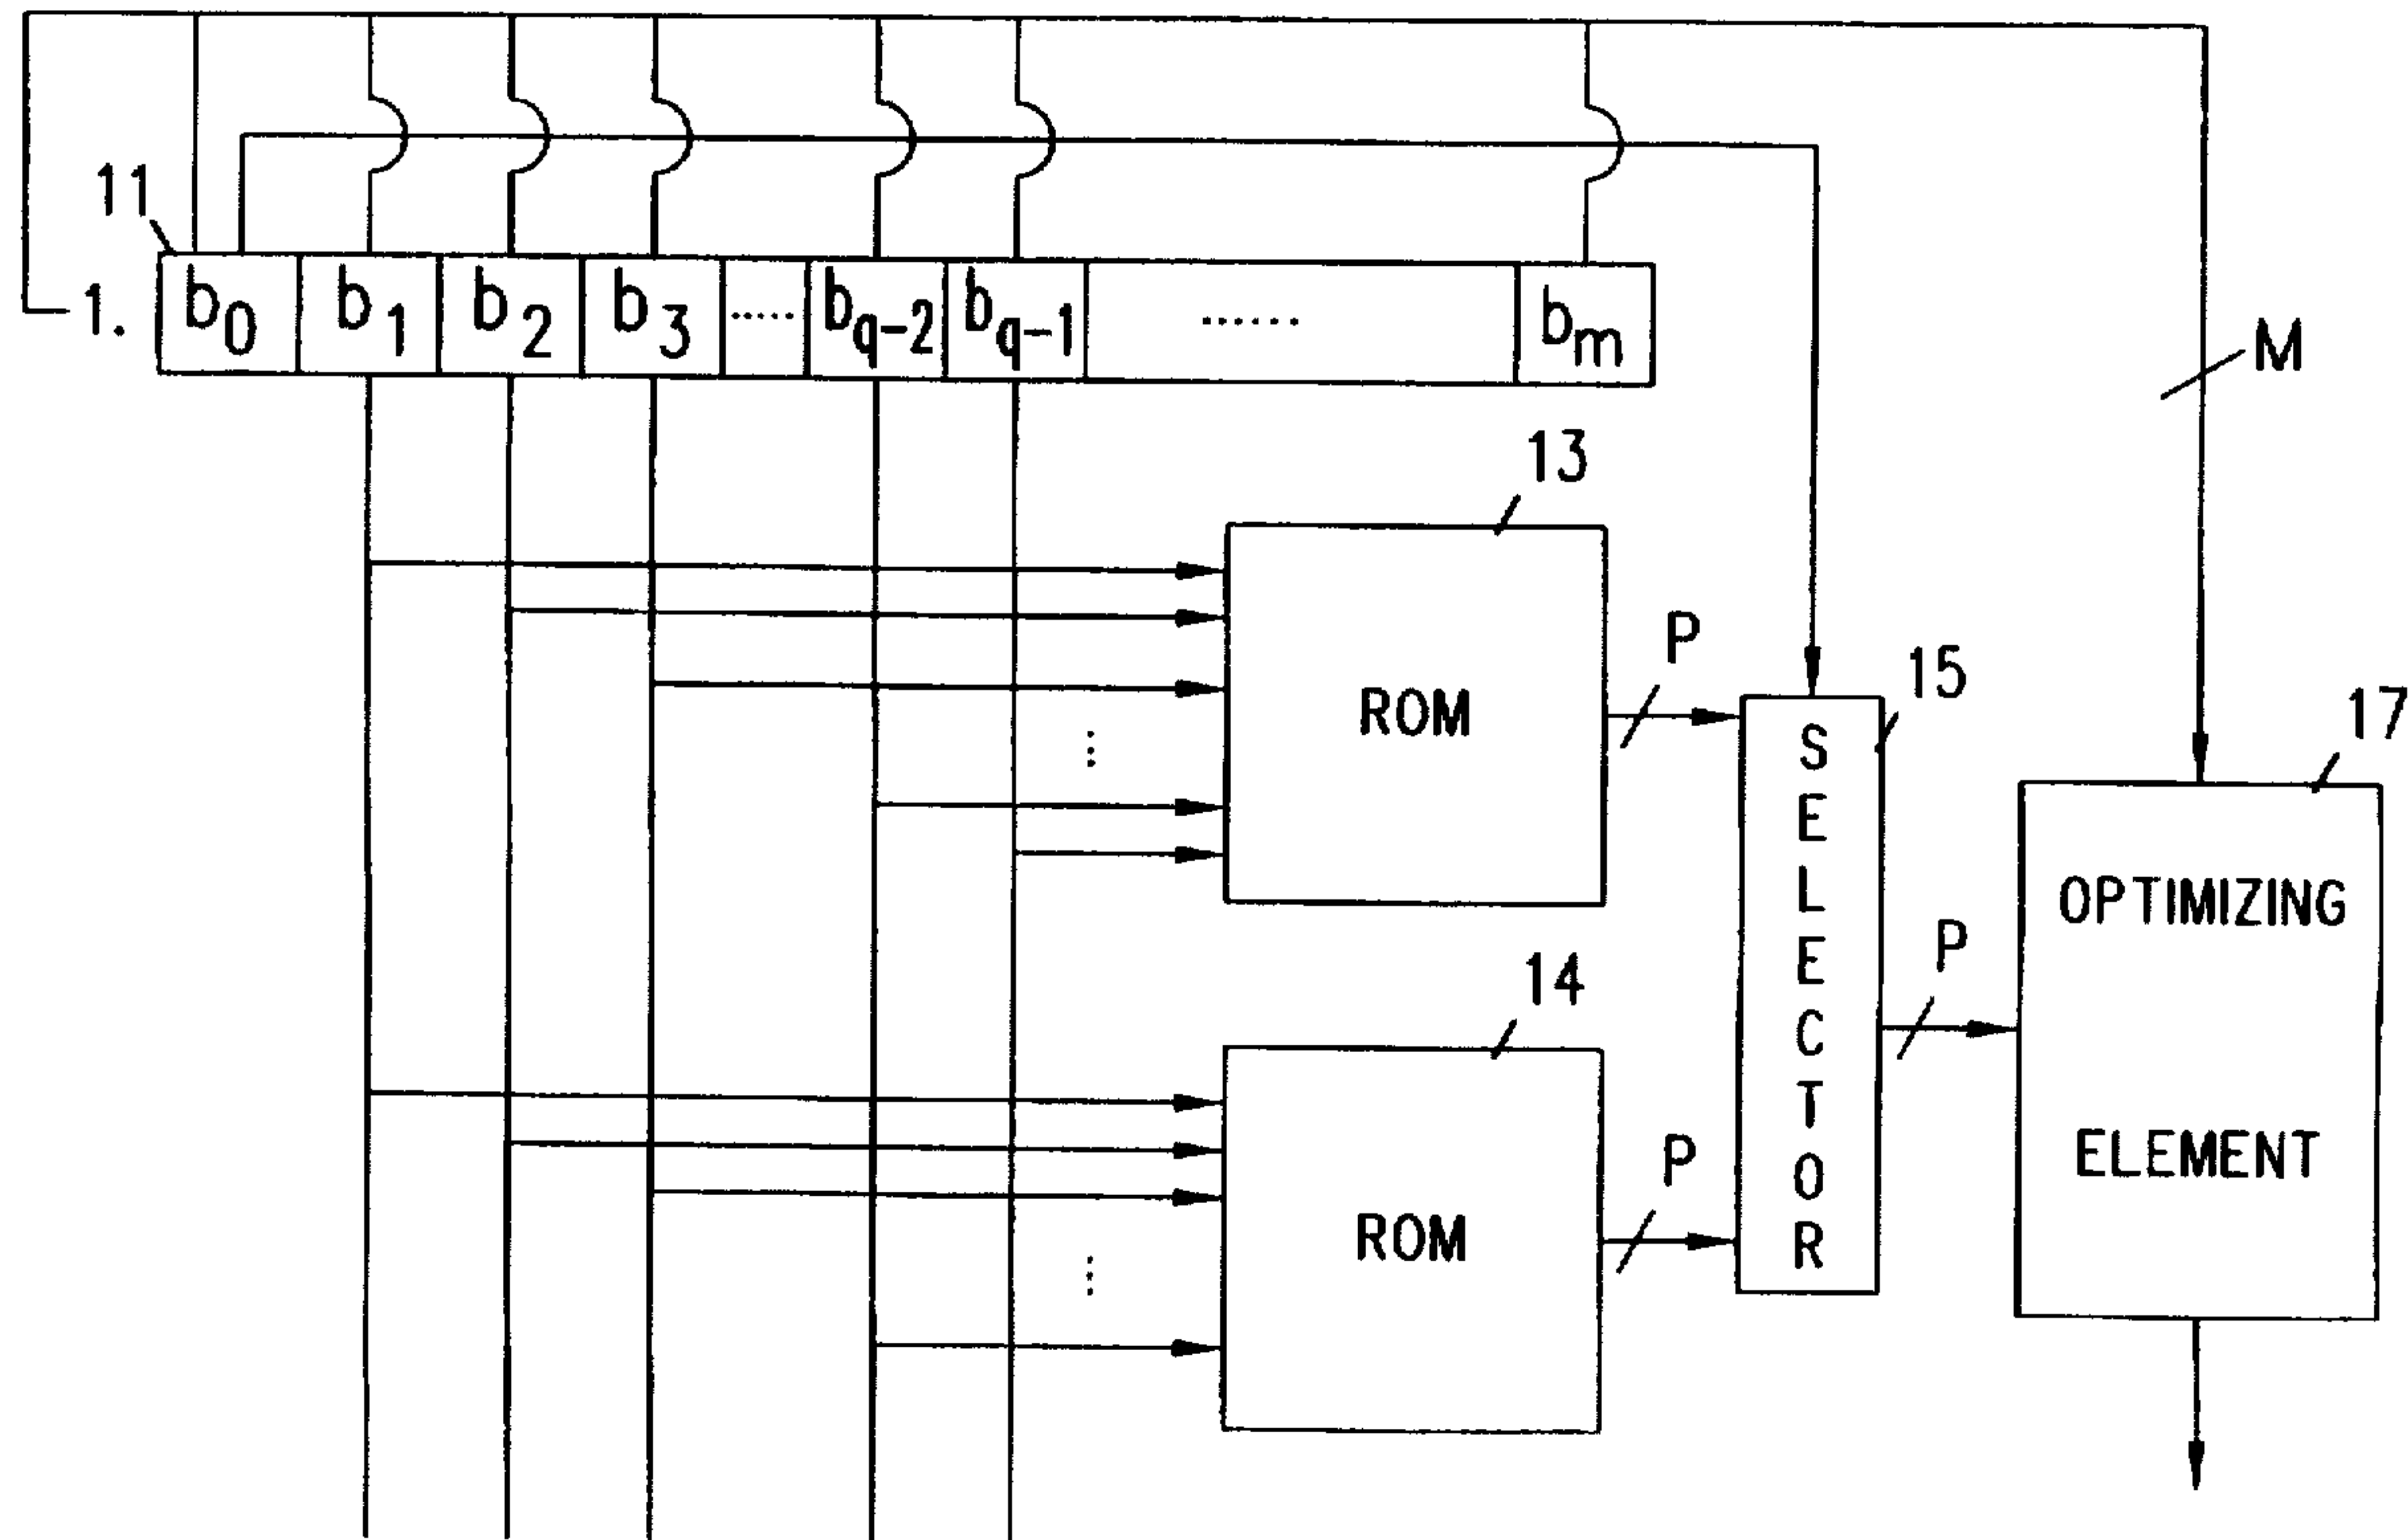 11
1. b0 b1 b2 b3 ..... bq-2 bq-1 ...... bm
M
13
ROM
P
15
SELECTOR
17
OPTIMIZING
ELEMENT
P
14
ROM
P